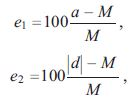 e₁ = 100 (a − M)/M,
e₂ = 100 (|d| − M)/M,